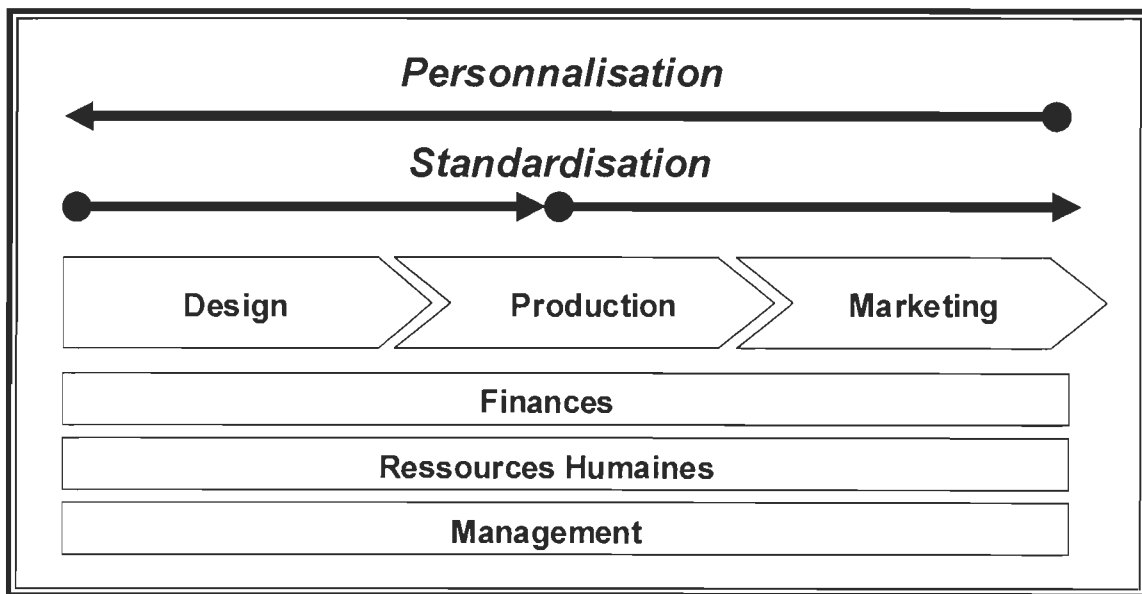 Personnalisation
Standardisation
Design
Production
Marketing
Finances
Ressources Humaines
Management